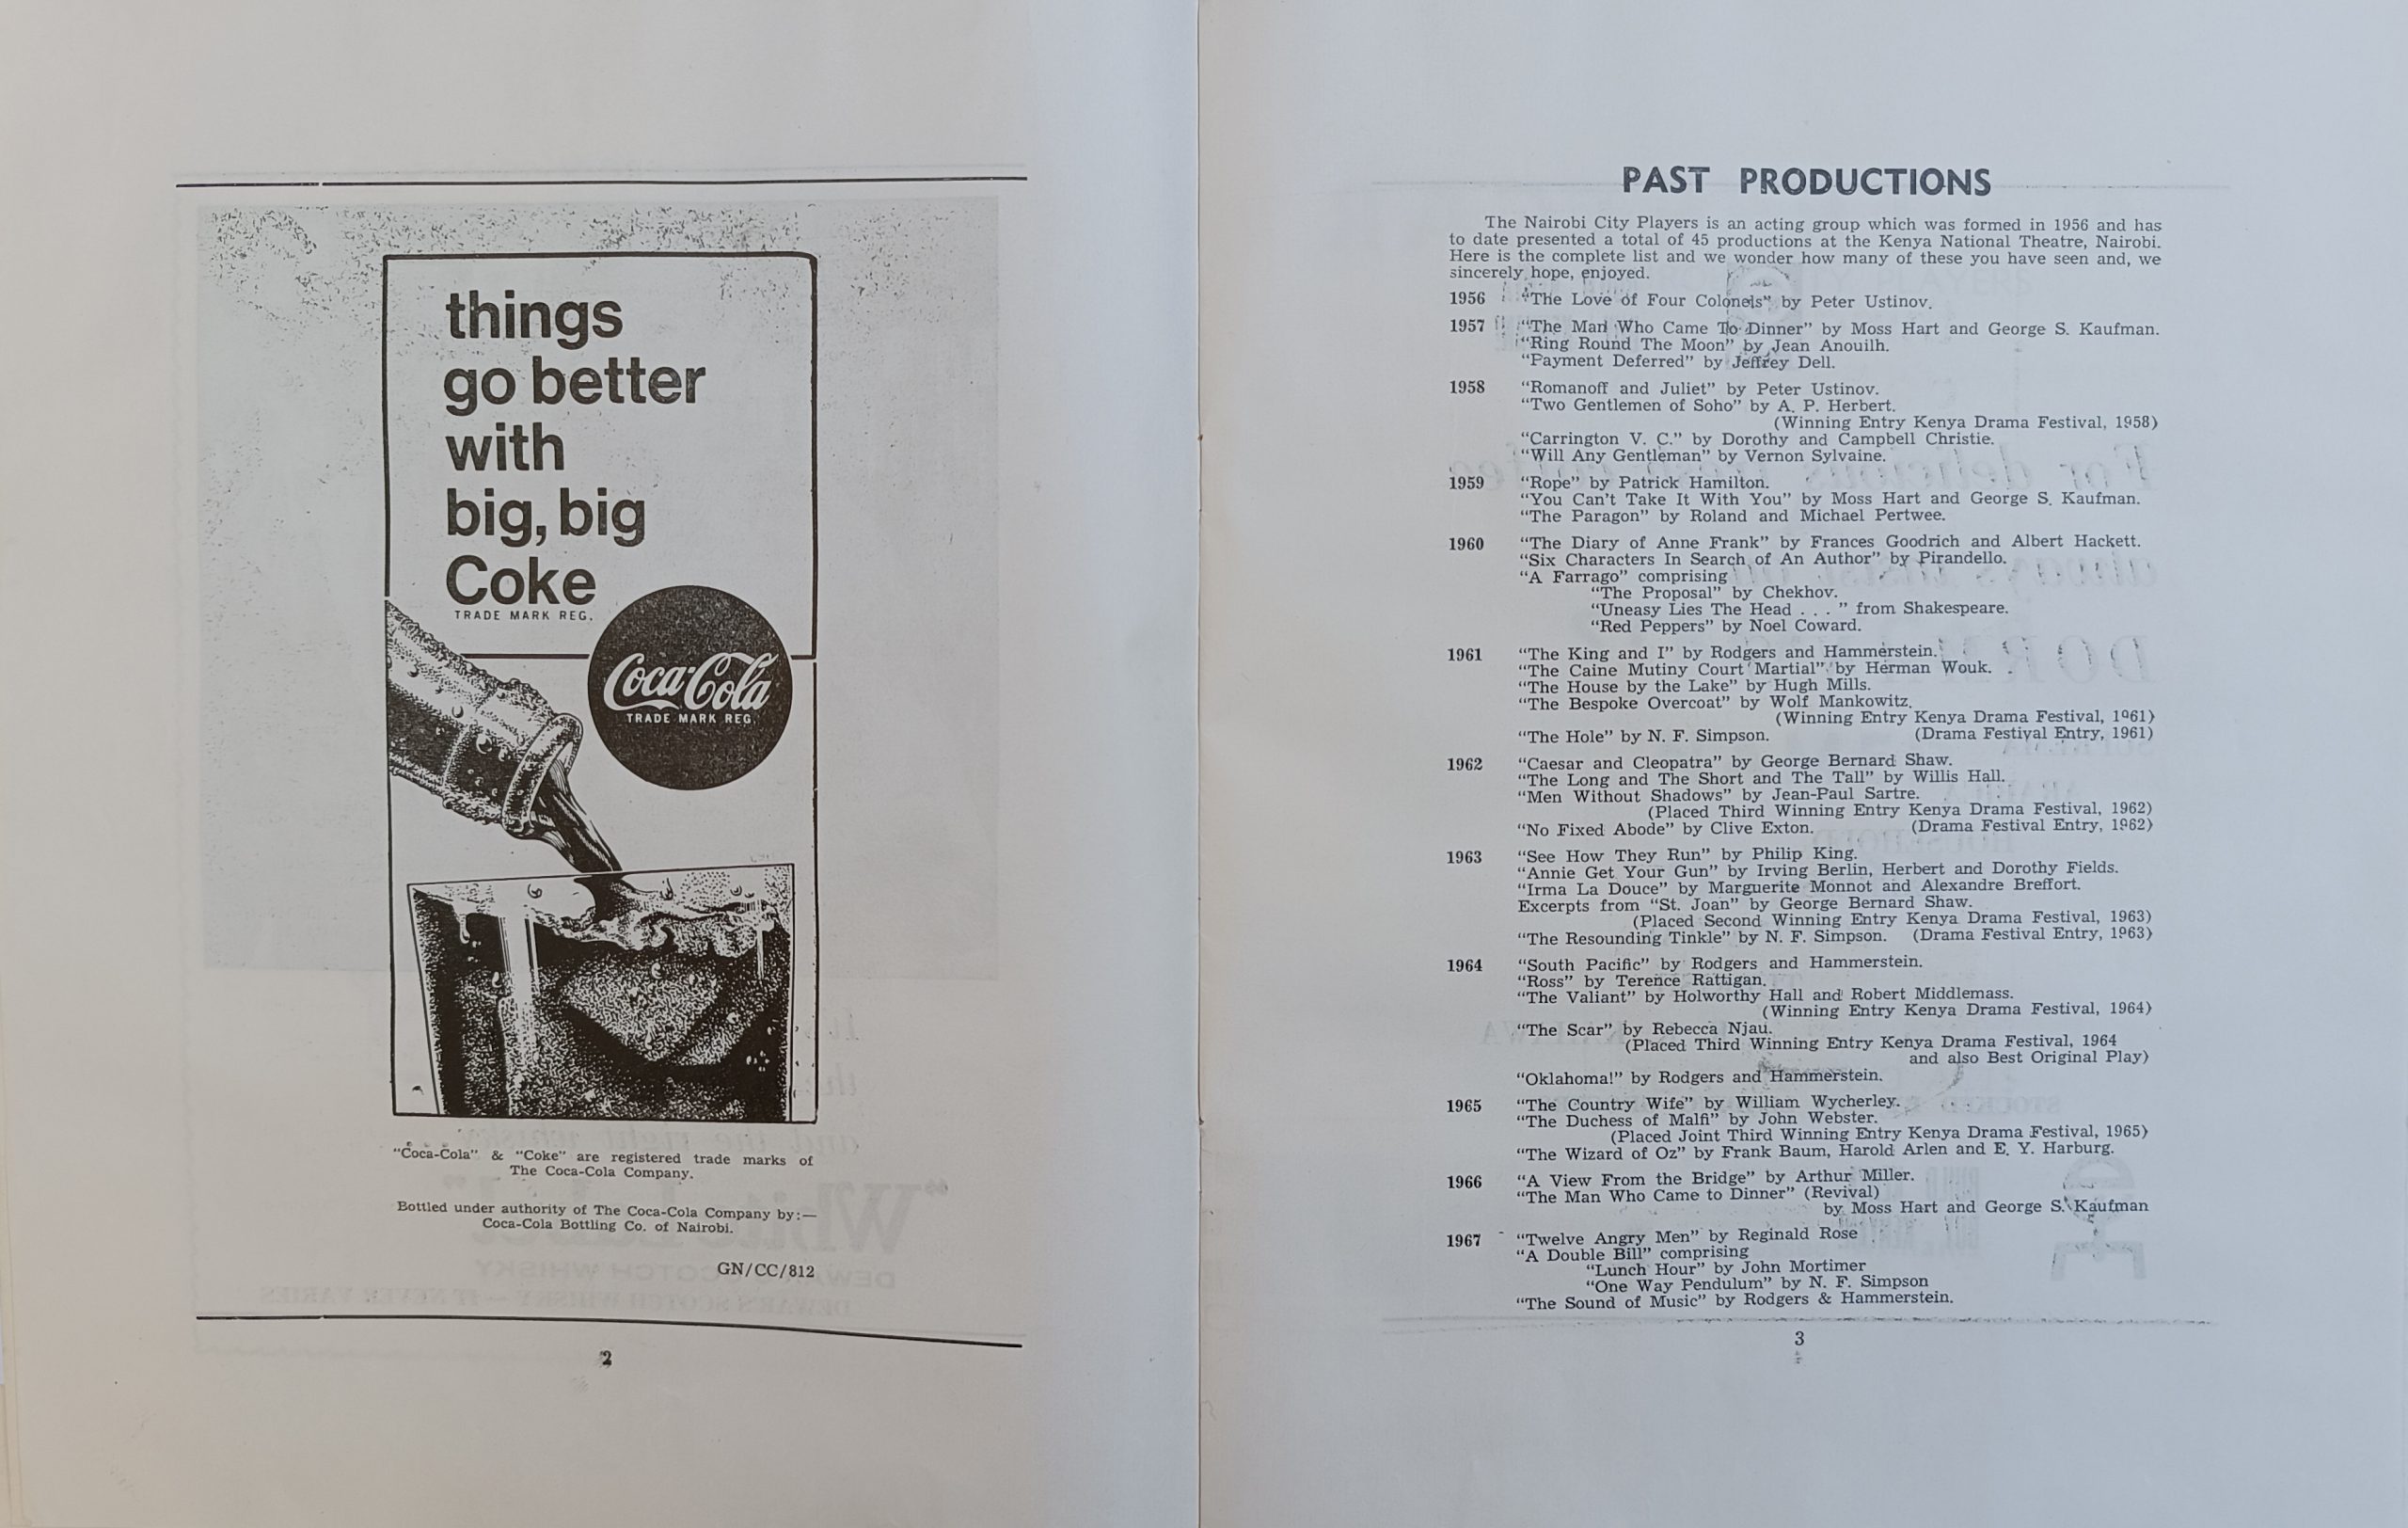 things
go better
with
big, big
Coke
TRADE MARK REG.
Coca-Cola
TRADE MARK REG.
“Coca-Cola” & “Coke” are registered trade marks of
The Coca-Cola Company.
Bottled under authority of The Coca-Cola Company by:—
Coca-Cola Bottling Co. of Nairobi.
GN/CC/812
2
PAST PRODUCTIONS
The Nairobi City Players is an acting group which was formed in 1956 and has
to date presented a total of 45 productions at the Kenya National Theatre, Nairobi.
Here is the complete list and we wonder how many of these you have seen and, we
sincerely hope, enjoyed.
1956 “The Love of Four Colonels” by Peter Ustinov.
1957 “The Man Who Came To Dinner” by Moss Hart and George S. Kaufman.
“Ring Round The Moon” by Jean Anouilh.
“Payment Deferred” by Jeffrey Dell.
1958 “Romanoff and Juliet” by Peter Ustinov.
“Two Gentlemen of Soho” by A. P. Herbert.
(Winning Entry Kenya Drama Festival, 1958)
“Carrington V. C.” by Dorothy and Campbell Christie.
“Will Any Gentleman” by Vernon Sylvaine.
1959 “Rope” by Patrick Hamilton.
“You Can’t Take It With You” by Moss Hart and George S. Kaufman.
“The Paragon” by Roland and Michael Pertwee.
1960 “The Diary of Anne Frank” by Frances Goodrich and Albert Hackett.
“Six Characters In Search of An Author” by Pirandello.
“A Farrago” comprising
“The Proposal” by Chekhov.
“Uneasy Lies The Head . . . ” from Shakespeare.
“Red Peppers” by Noel Coward.
1961 “The King and I” by Rodgers and Hammerstein.
“The Caine Mutiny Court Martial” by Herman Wouk.
“The House by the Lake” by Hugh Mills.
“The Bespoke Overcoat” by Wolf Mankowitz.
(Winning Entry Kenya Drama Festival, 1961)
“The Hole” by N. F. Simpson. (Drama Festival Entry, 1961)
1962 “Caesar and Cleopatra” by George Bernard Shaw.
“The Long and The Short and The Tall” by Willis Hall.
“Men Without Shadows” by Jean-Paul Sartre.
(Placed Third Winning Entry Kenya Drama Festival, 1962)
“No Fixed Abode” by Clive Exton. (Drama Festival Entry, 1962)
1963 “See How They Run” by Philip King.
“Annie Get Your Gun” by Irving Berlin, Herbert and Dorothy Fields.
“Irma La Douce” by Marguerite Monnot and Alexandre Breffort.
Excerpts from “St. Joan” by George Bernard Shaw.
(Placed Second Winning Entry Kenya Drama Festival, 1963)
“The Resounding Tinkle” by N. F. Simpson. (Drama Festival Entry, 1963)
1964 “South Pacific” by Rodgers and Hammerstein.
“Ross” by Terence Rattigan.
“The Valiant” by Holworthy Hall and Robert Middlemass.
(Winning Entry Kenya Drama Festival, 1964)
“The Scar” by Rebecca Njau.
(Placed Third Winning Entry Kenya Drama Festival, 1964
and also Best Original Play)
“Oklahoma!” by Rodgers and Hammerstein.
1965 “The Country Wife” by William Wycherley.
“The Duchess of Malfi” by John Webster.
(Placed Joint Third Winning Entry Kenya Drama Festival, 1965)
“The Wizard of Oz” by Frank Baum, Harold Arlen and E. Y. Harburg.
1966 “A View From the Bridge” by Arthur Miller.
“The Man Who Came to Dinner” (Revival)
by Moss Hart and George S. Kaufman
1967 “Twelve Angry Men” by Reginald Rose
“A Double Bill” comprising
“Lunch Hour” by John Mortimer
“One Way Pendulum” by N. F. Simpson
“The Sound of Music” by Rodgers & Hammerstein.
3